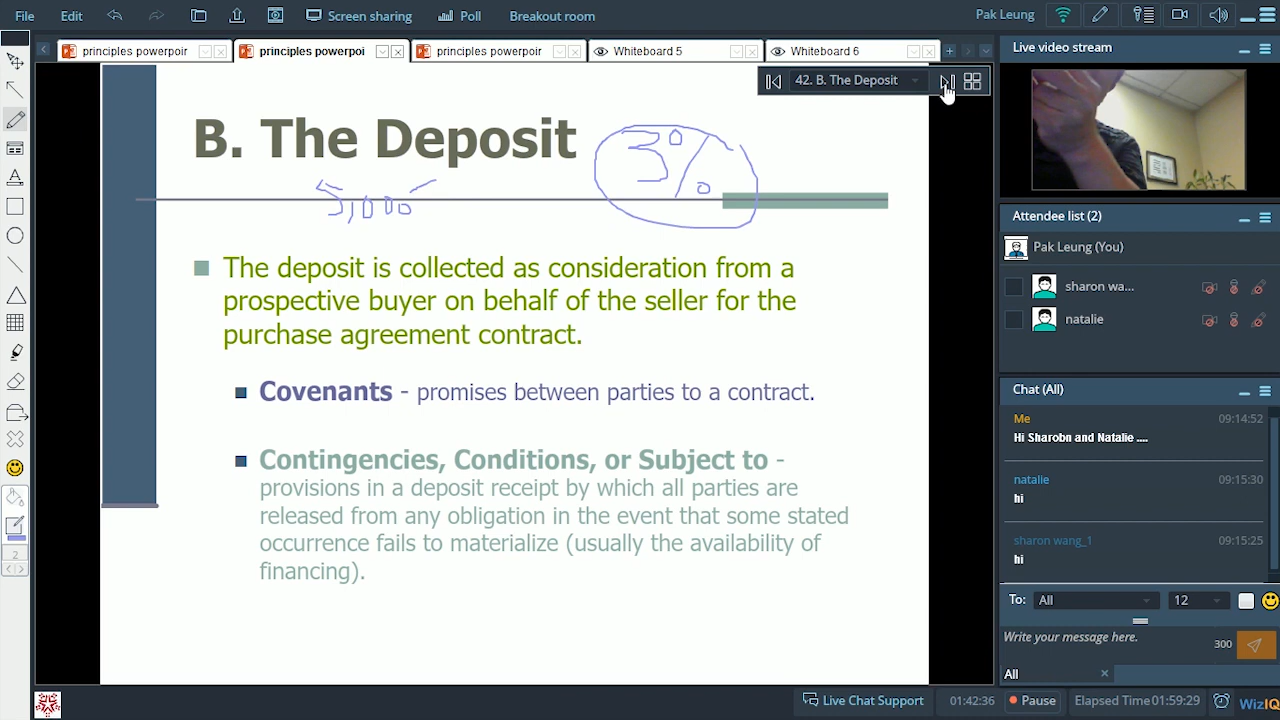 File Edit Screen sharing Poll Breakout room Pak Leung
principles powerpoir principles powerpoi principles powerpoir Whiteboard 5 Whiteboard 6
Live video stream
42. B. The Deposit
B. The Deposit
3%
5,000
The deposit is collected as consideration from a
prospective buyer on behalf of the seller for the
purchase agreement contract.
Covenants - promises between parties to a contract.
Contingencies, Conditions, or Subject to -
provisions in a deposit receipt by which all parties are
released from any obligation in the event that some stated
occurrence fails to materialize (usually the availability of
financing).
2
Attendee list (2)
Pak Leung (You)
sharon wa...
natalie
Chat (All)
Me 09:14:52
Hi Sharobn and Natalie ....
natalie 09:15:30
hi
sharon wang_1 09:15:25
hi
To: All 12
Write your message here. 300
All
Live Chat Support 01:42:36 Pause Elapsed Time 01:59:29 WizIQ